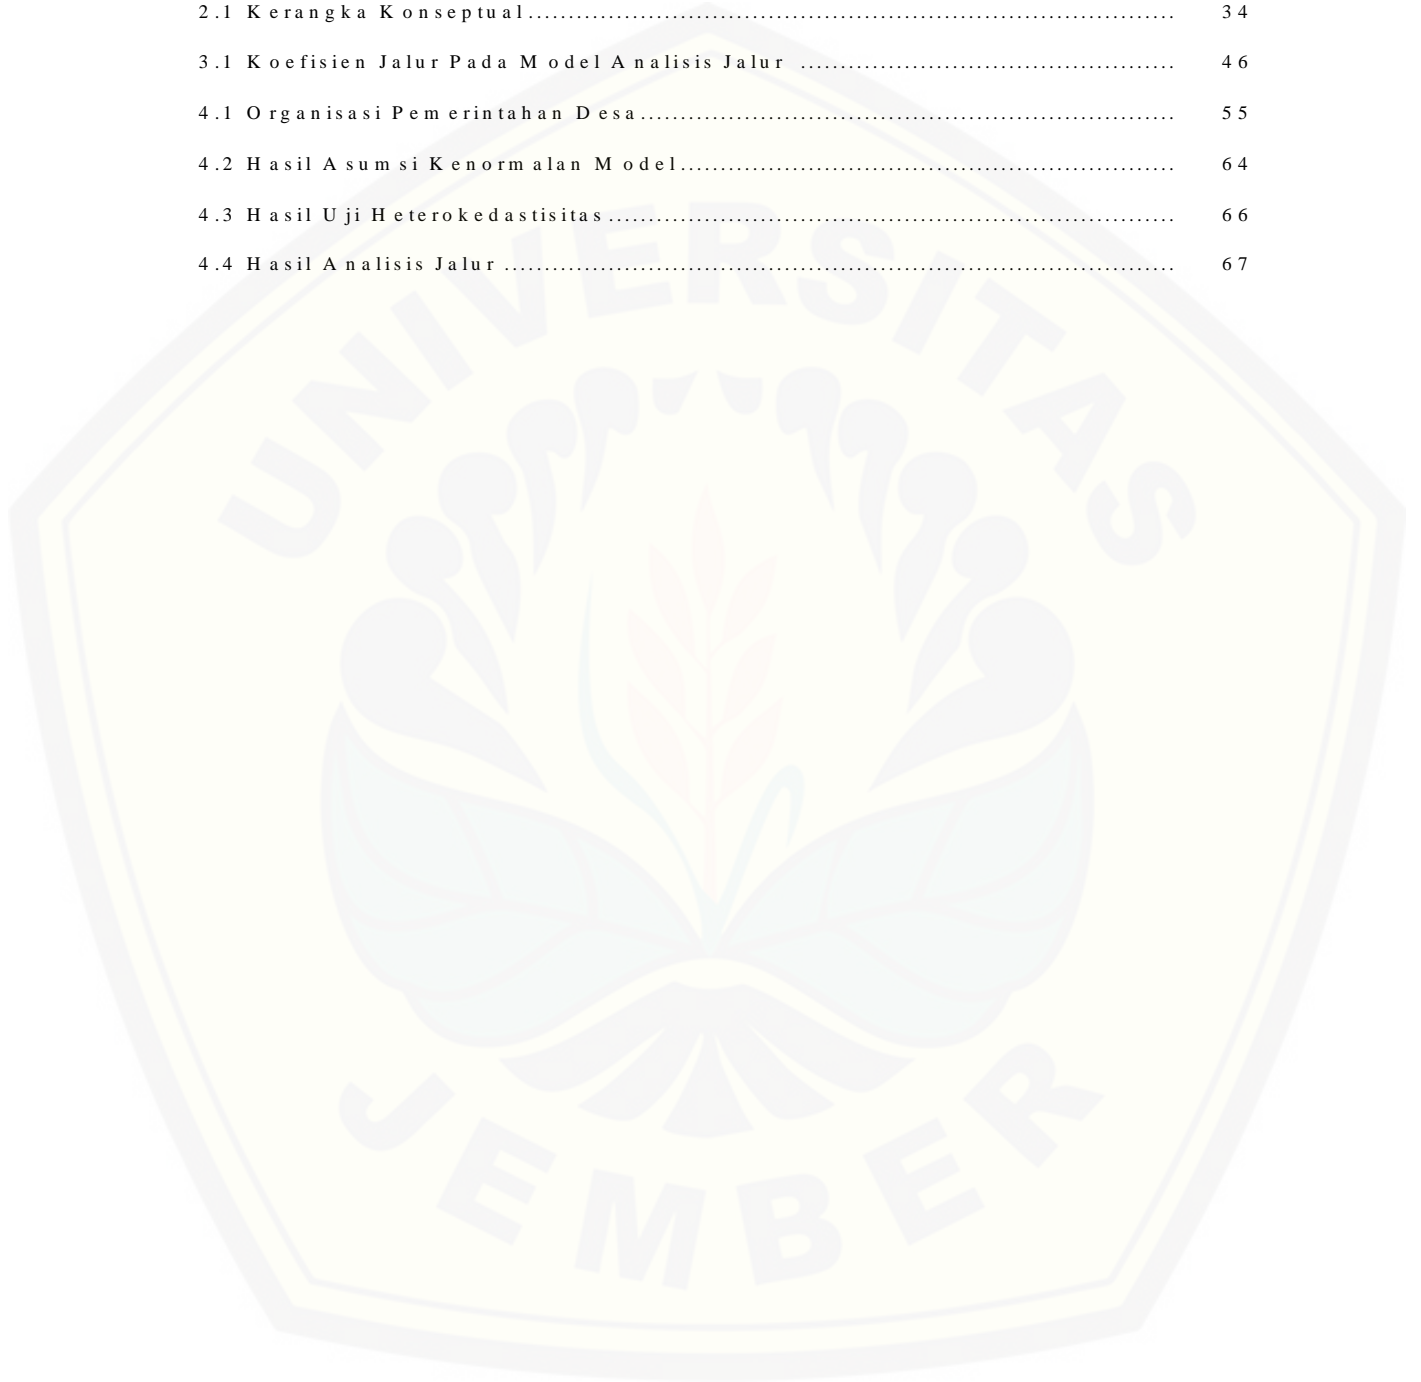 2.1 Kerangka Konseptual................................................................................. 34
3.1 Koefisien Jalur Pada Model Analisis Jalur ............................................... 46
4.1 Organisasi Pemerintahan Desa................................................................... 55
4.2 Hasil Asumsi Kenormalan Model.............................................................. 64
4.3 Hasil Uji Heterokedastisitas....................................................................... 66
4.4 Hasil Analisis Jalur .................................................................................... 67
UNIVERSITAS
JEMBER